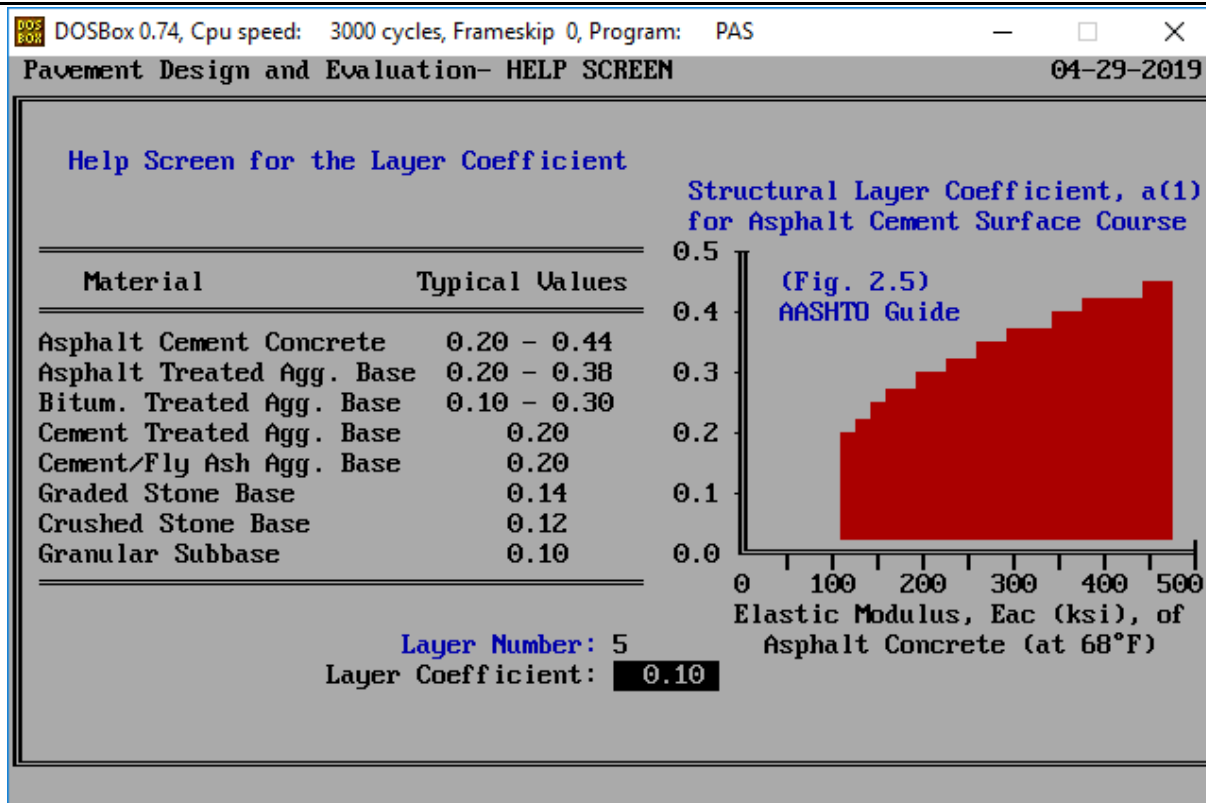 DOSBox 0.74, Cpu speed: 3000 cycles, Frameskip 0, Program: PAS
Pavement Design and Evaluation- HELP SCREEN 04-29-2019
Help Screen for the Layer Coefficient
Material Typical Values
Asphalt Cement Concrete 0.20 - 0.44
Asphalt Treated Agg. Base 0.20 - 0.38
Bitum. Treated Agg. Base 0.10 - 0.30
Cement Treated Agg. Base 0.20
Cement/Fly Ash Agg. Base 0.20
Graded Stone Base 0.14
Crushed Stone Base 0.12
Granular Subbase 0.10
Structural Layer Coefficient, a(1)
for Asphalt Cement Surface Course
0.5
(Fig. 2.5)
AASHTO Guide
0.4
0.3
0.2
0.1
0.0
0 100 200 300 400 500
Elastic Modulus, Eac (ksi), of
Asphalt Concrete (at 68°F)
Layer Number: 5
Layer Coefficient: 0.10